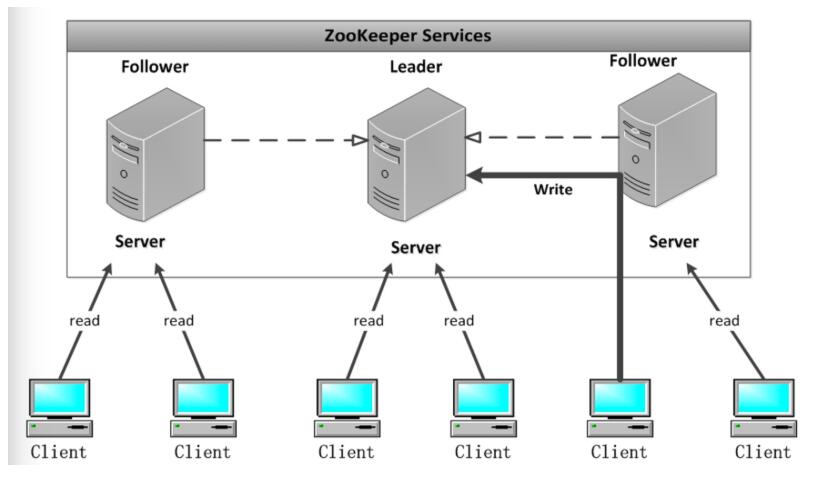 ZooKeeper Services
Follower
Leader
Follower
Write
Server
Server
Server
read
read
read
read
read
Client
Client
Client
Client
Client
Client